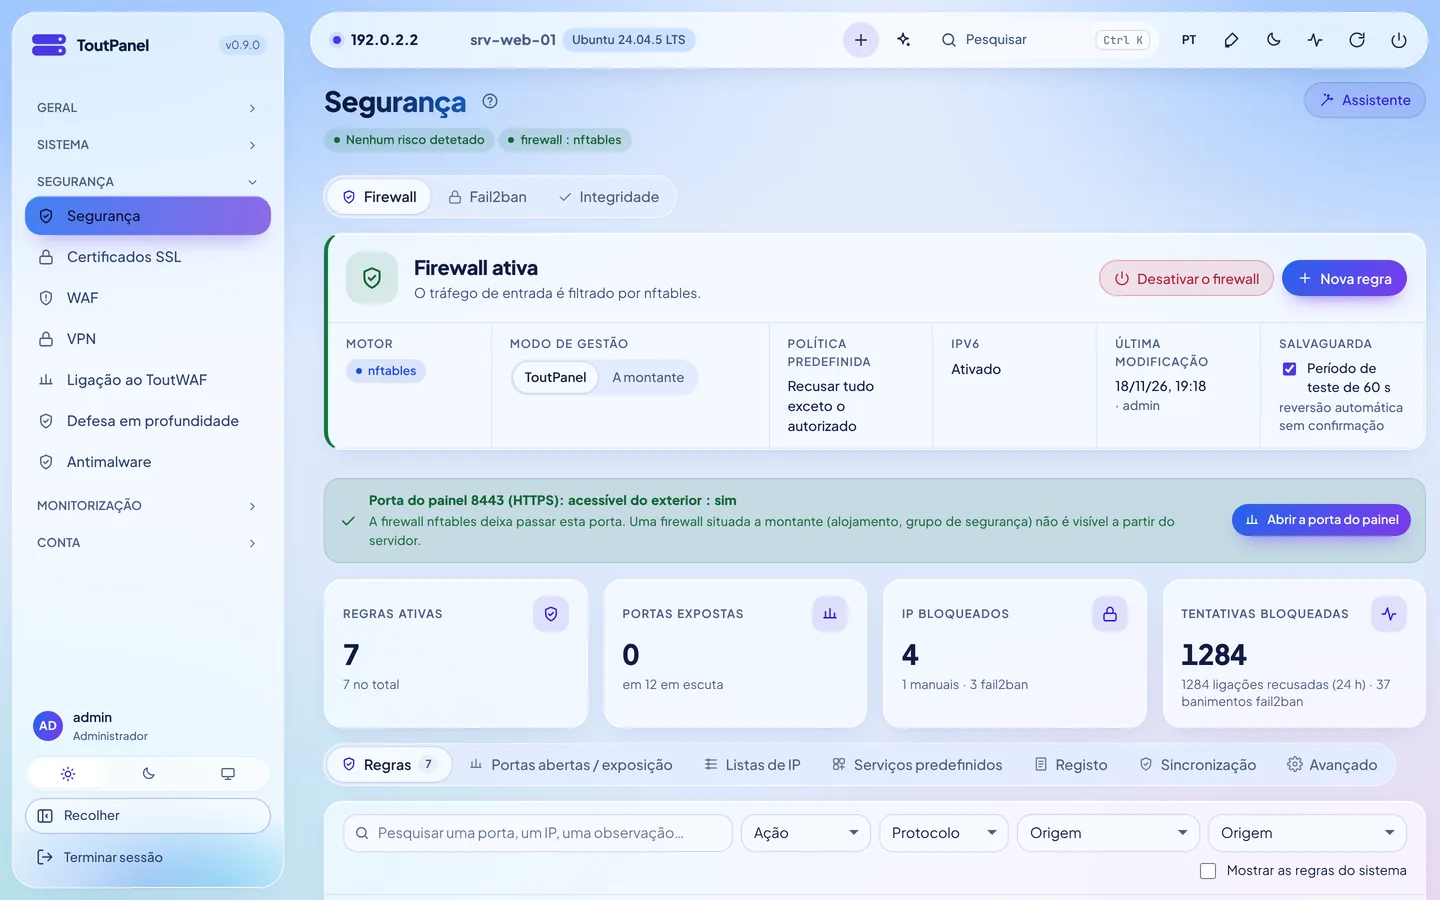 ToutPanel
v0.9.0
GERAL
SISTEMA
SEGURANÇA
Segurança
Certificados SSL
WAF
VPN
Ligação ao ToutWAF
Defesa em profundidade
Antimalware
MONITORIZAÇÃO
CONTA
AD
admin
Administrador
Recolher
Terminar sessão
192.0.2.2
srv-web-01
Ubuntu 24.04.5 LTS
Pesquisar
Ctrl K
PT
Segurança
Assistente
Nenhum risco detetado
firewall : nftables
Firewall
Fail2ban
Integridade
Firewall ativa
O tráfego de entrada é filtrado por nftables.
Desativar o firewall
Nova regra
MOTOR
nftables
MODO DE GESTÃO
ToutPanel
A montante
POLÍTICA
PREDEFINIDA
Recusar tudo
exceto o
autorizado
IPV6
Ativado
ÚLTIMA
MODIFICAÇÃO
18/11/26, 19:18
· admin
SALVAGUARDA
Período de
teste de 60 s
reversão automática
sem confirmação
Porta do painel 8443 (HTTPS): acessível do exterior : sim
A firewall nftables deixa passar esta porta. Uma firewall situada a montante (alojamento, grupo de segurança) não é visível a partir do
servidor.
Abrir a porta do painel
REGRAS ATIVAS
7
7 no total
PORTAS EXPOSTAS
0
em 12 em escuta
IP BLOQUEADOS
4
1 manuais · 3 fail2ban
TENTATIVAS BLOQUEADAS
1284
1284 ligações recusadas (24 h) · 37
banimentos fail2ban
Regras 7
Portas abertas / exposição
Listas de IP
Serviços predefinidos
Registo
Sincronização
Avançado
Pesquisar uma porta, um IP, uma observação…
Ação
Protocolo
Origem
Origem
Mostrar as regras do sistema